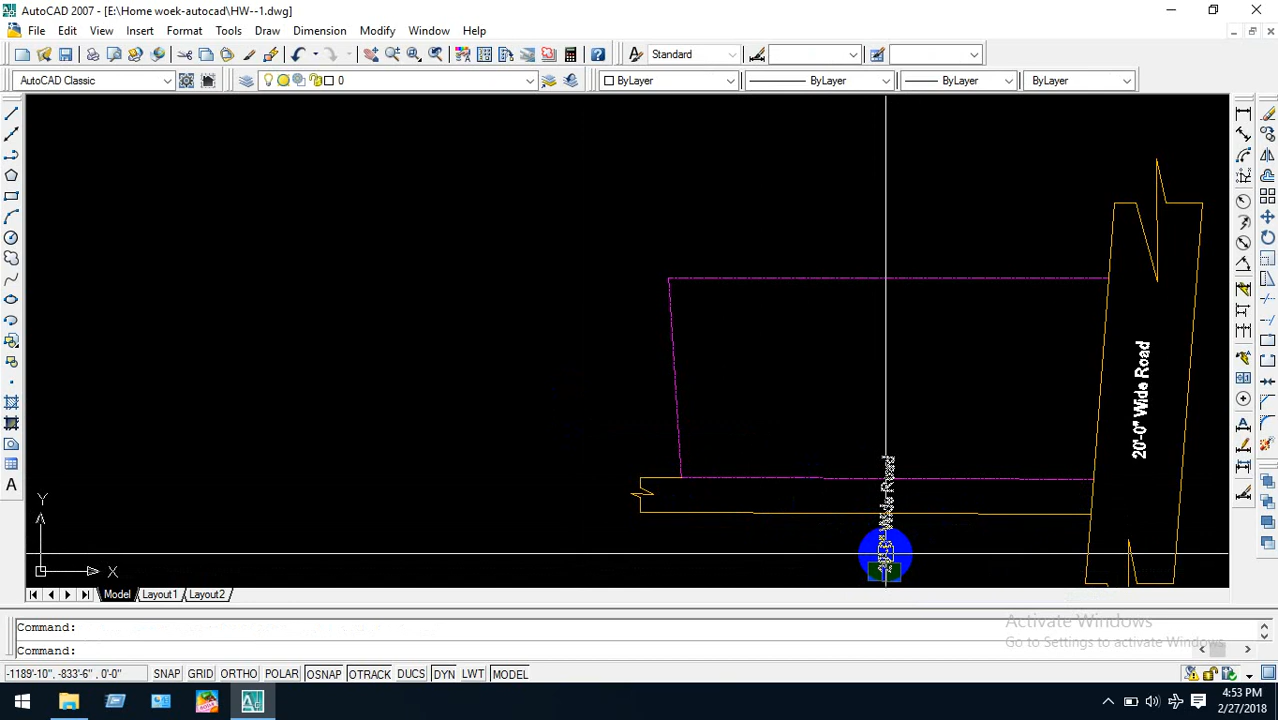 AutoCAD 2007 - [E:\Home woek-autocad\HW--1.dwg]
File Edit View Insert Format Tools Draw Dimension Modify Window Help
Standard
AutoCAD Classic 0 ByLayer ByLayer ByLayer ByLayer
20'-0" Wide Road
Wide Road
Y
X
Model Layout1 Layout2
Command:
Command:
Activate Windows
Go to Settings to activate Windows.
-1189'-10", -833'-6" , 0'-0" SNAP GRID ORTHO POLAR OSNAP OTRACK DUCS DYN LWT MODEL
4:53 PM
2/27/2018